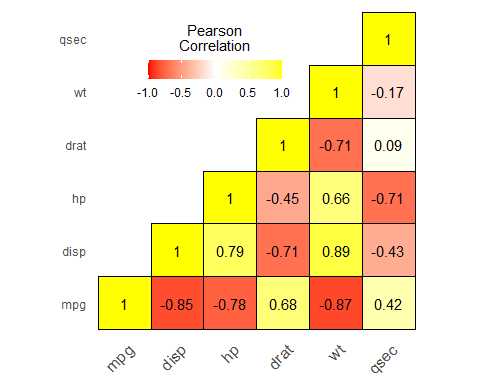 Pearson
Correlation
-1.0 -0.5 0.0 0.5 1.0
qsec 1
wt 1 -0.17
drat 1 -0.71 0.09
hp 1 -0.45 0.66 -0.71
disp 1 0.79 -0.71 0.89 -0.43
mpg 1 -0.85 -0.78 0.68 -0.87 0.42
mpg disp hp drat wt qsec